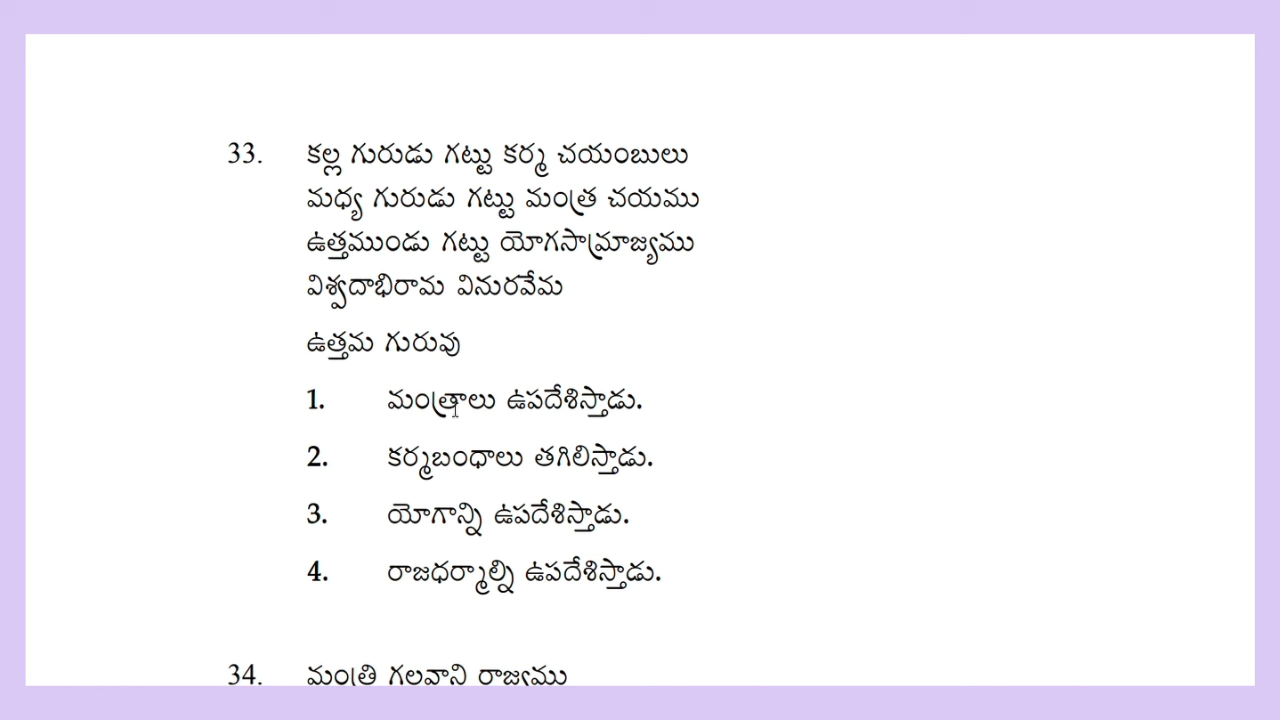 33. కల్ల గురుడు గట్టు కర్మ చయంబులు
మధ్య గురుడు గట్టు మంత్ర చయము
ఉత్తముండు గట్టు యోగసామ్రాజ్యము
విశ్వదాభిరామ వినురవేమ
ఉత్తమ గురువు
1. మంత్రాలు ఉపదేశిస్తాడు.
2. కర్మబంధాలు తగిలిస్తాడు.
3. యోగాన్ని ఉపదేశిస్తాడు.
4. రాజధర్మాల్ని ఉపదేశిస్తాడు.
34. మంత్రి గలవాని రాజ్యము